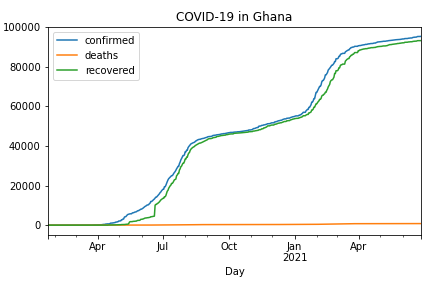 COVID-19 in Ghana
confirmed
deaths
recovered
100000
80000
60000
40000
20000
0
Apr Jul Oct Jan Apr
2021
Day